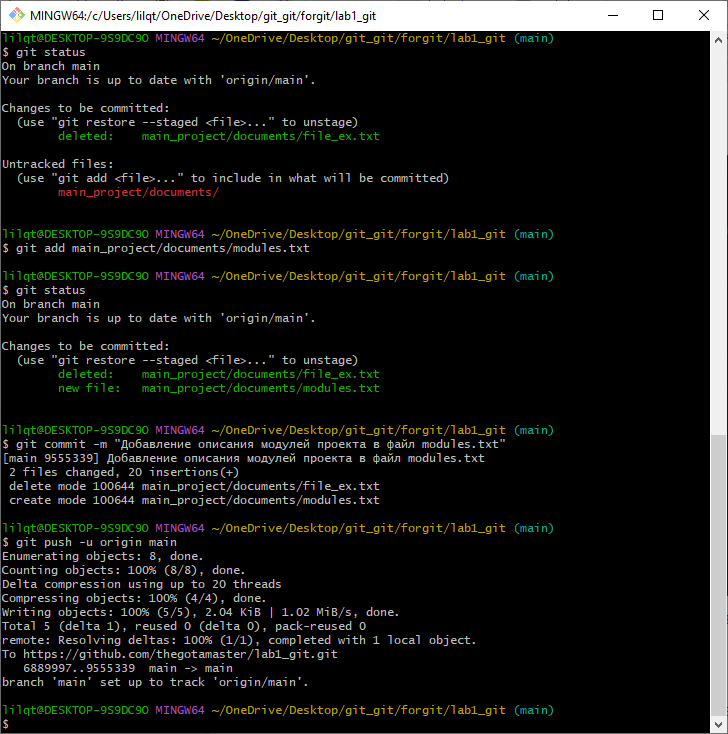 MINGW64:/c/Users/lilqt/OneDrive/Desktop/git_git/forgit/lab1_git
lilqt@DESKTOP-9S9DC9O MINGW64 ~/OneDrive/Desktop/git_git/forgit/lab1_git (main)
$ git status
On branch main
Your branch is up to date with 'origin/main'.
Changes to be committed:
  (use "git restore --staged <file>..." to unstage)
        deleted:    main_project/documents/file_ex.txt
Untracked files:
  (use "git add <file>..." to include in what will be committed)
        main_project/documents/
lilqt@DESKTOP-9S9DC9O MINGW64 ~/OneDrive/Desktop/git_git/forgit/lab1_git (main)
$ git add main_project/documents/modules.txt
lilqt@DESKTOP-9S9DC9O MINGW64 ~/OneDrive/Desktop/git_git/forgit/lab1_git (main)
$ git status
On branch main
Your branch is up to date with 'origin/main'.
Changes to be committed:
  (use "git restore --staged <file>..." to unstage)
        deleted:    main_project/documents/file_ex.txt
        new file:   main_project/documents/modules.txt
lilqt@DESKTOP-9S9DC9O MINGW64 ~/OneDrive/Desktop/git_git/forgit/lab1_git (main)
$ git commit -m "Добавление описания модулей проекта в файл modules.txt"
[main 9555339] Добавление описания модулей проекта в файл modules.txt
 2 files changed, 20 insertions(+)
 delete mode 100644 main_project/documents/file_ex.txt
 create mode 100644 main_project/documents/modules.txt
lilqt@DESKTOP-9S9DC9O MINGW64 ~/OneDrive/Desktop/git_git/forgit/lab1_git (main)
$ git push -u origin main
Enumerating objects: 8, done.
Counting objects: 100% (8/8), done.
Delta compression using up to 20 threads
Compressing objects: 100% (4/4), done.
Writing objects: 100% (5/5), 2.04 KiB | 1.02 MiB/s, done.
Total 5 (delta 1), reused 0 (delta 0), pack-reused 0
remote: Resolving deltas: 100% (1/1), completed with 1 local object.
To https://github.com/thegotamaster/lab1_git.git
   6889997..9555339  main -> main
branch 'main' set up to track 'origin/main'.
lilqt@DESKTOP-9S9DC9O MINGW64 ~/OneDrive/Desktop/git_git/forgit/lab1_git (main)
$